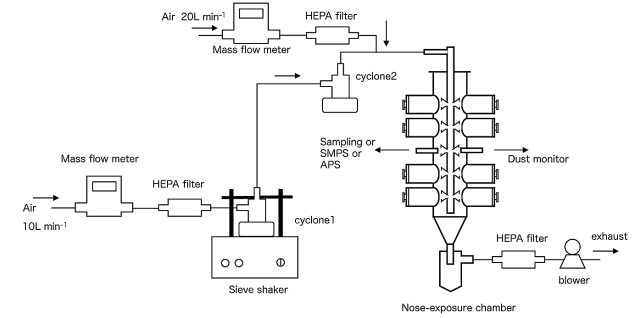 Air 20L min-1
HEPA filter
Mass flow meter
cyclone2
Sampling or
SMPS or
APS
Dust monitor
Mass flow meter
HEPA filter
Air
10L min-1
cyclone1
Sieve shaker
HEPA filter
exhaust
blower
Nose-exposure chamber